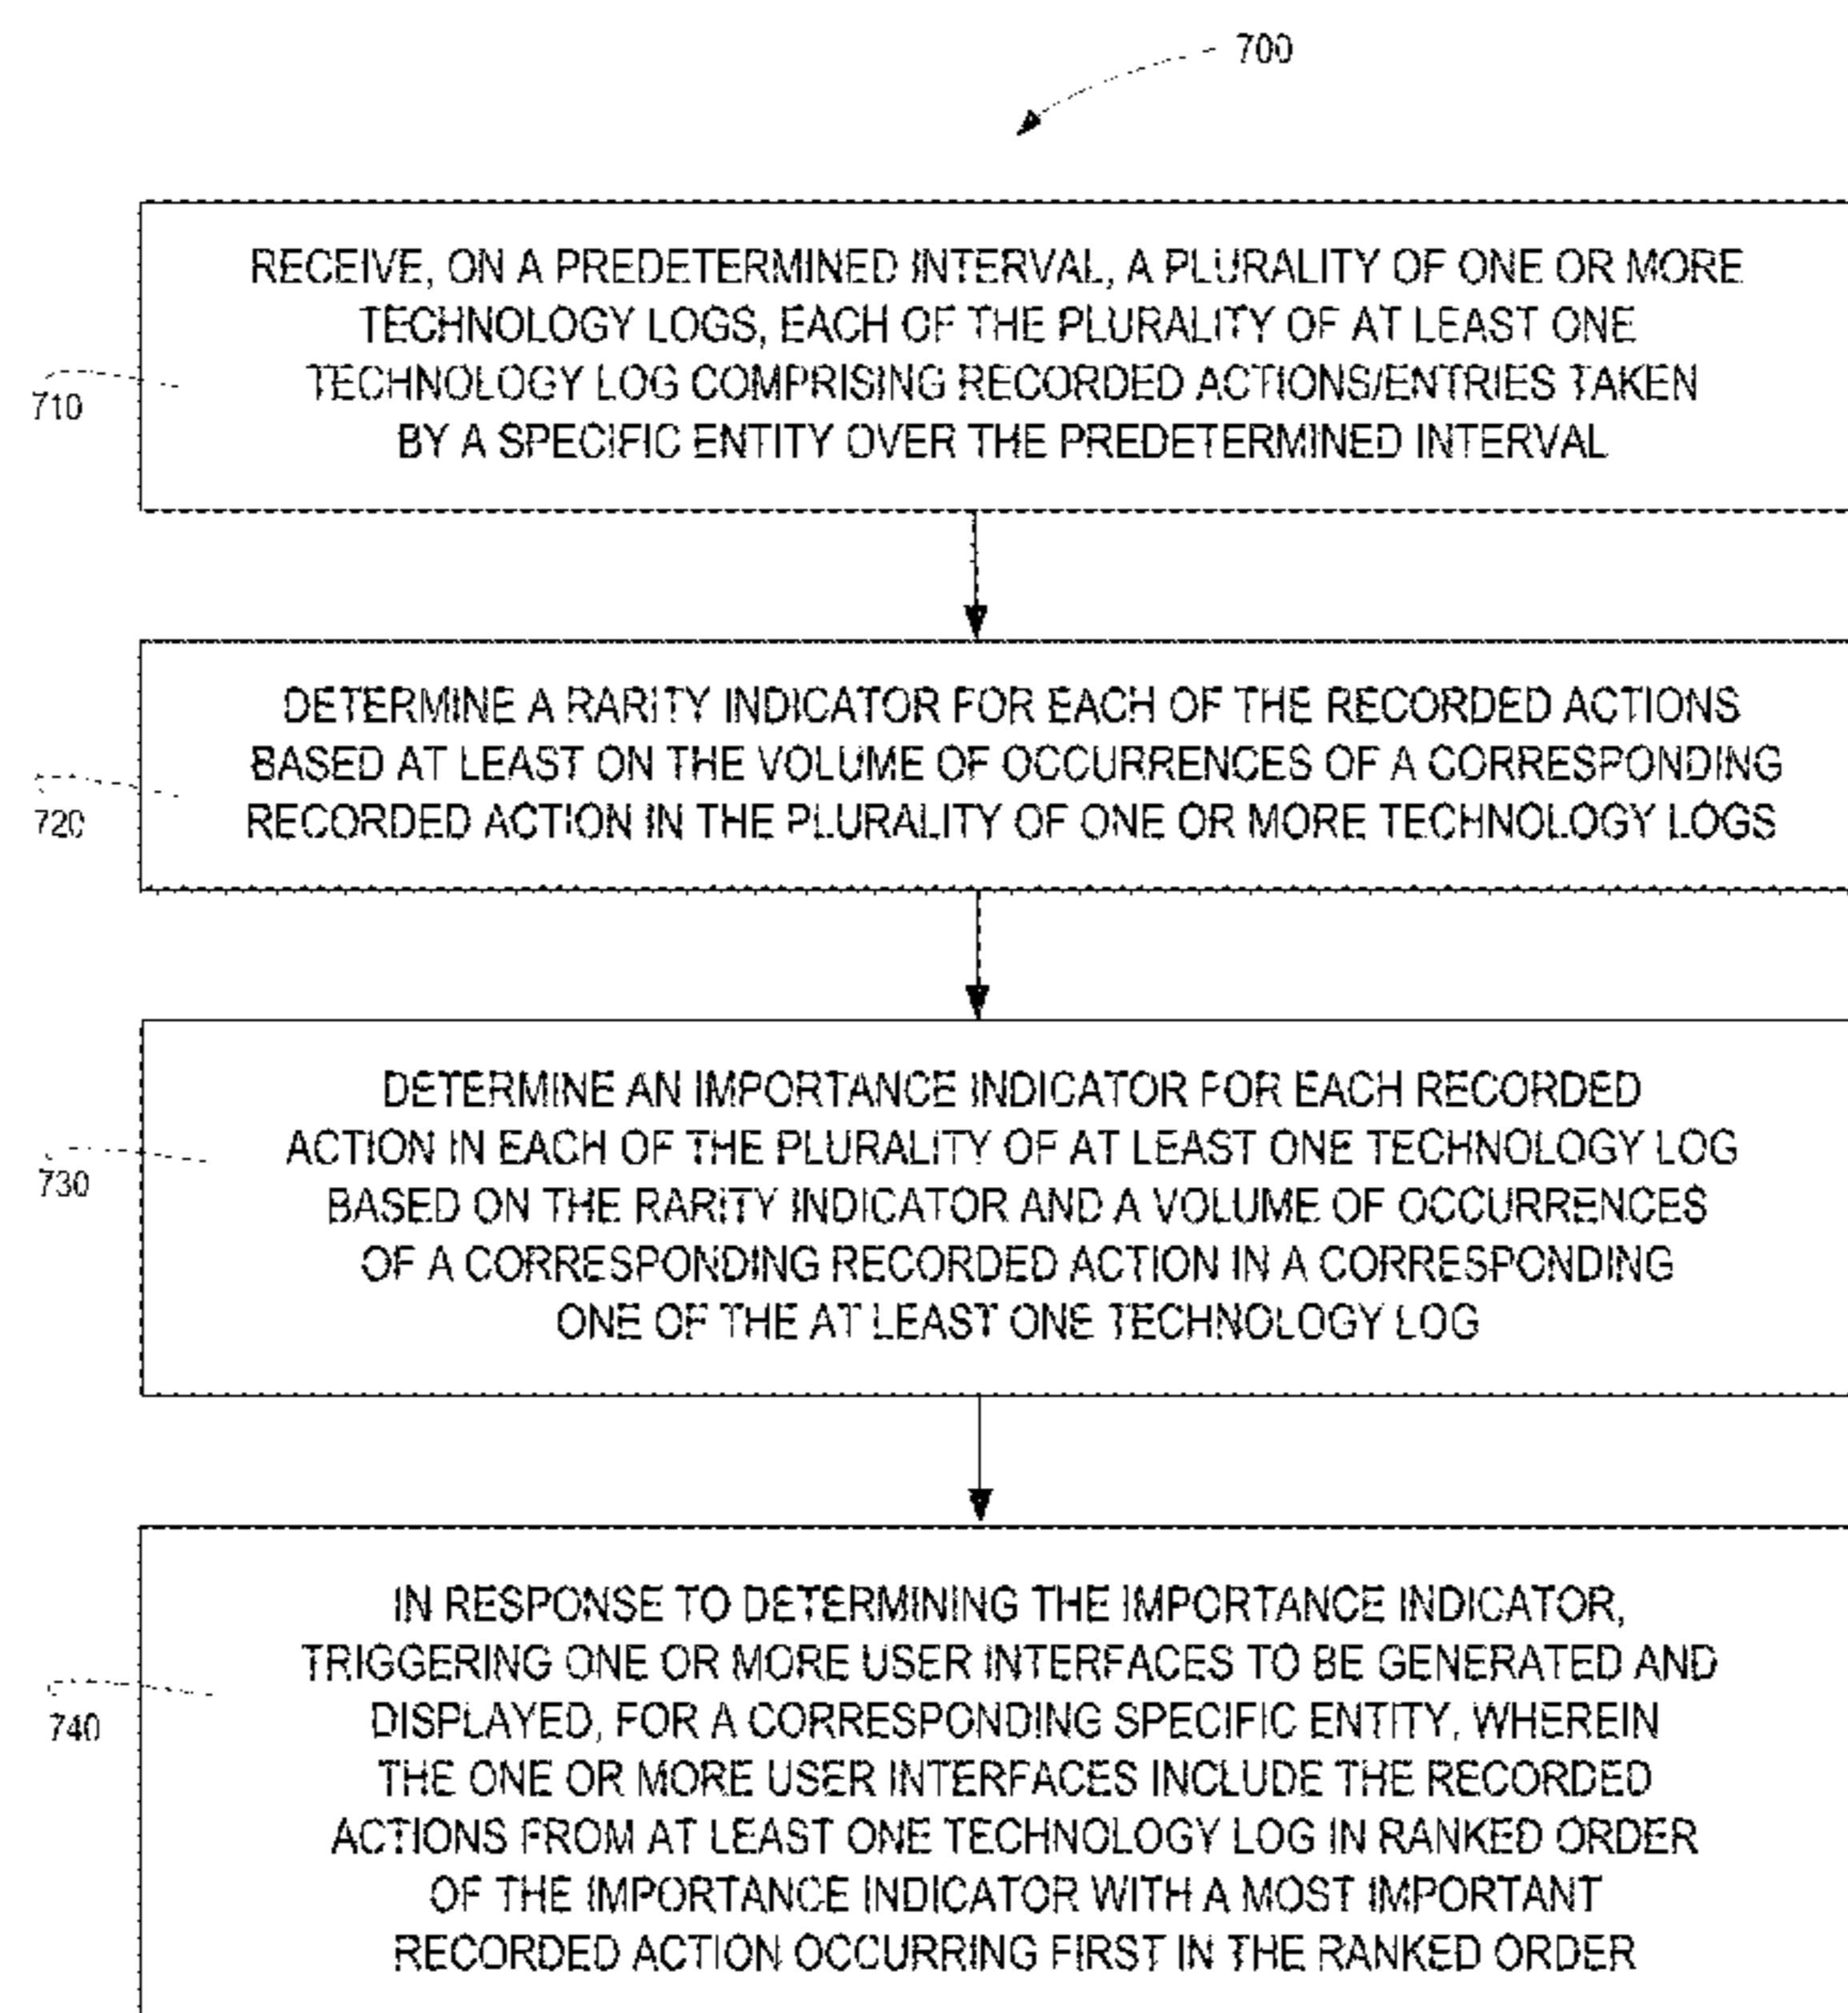 700
RECEIVE, ON A PREDETERMINED INTERVAL, A PLURALITY OF ONE OR MORE
TECHNOLOGY LOGS, EACH OF THE PLURALITY OF AT LEAST ONE
TECHNOLOGY LOG COMPRISING RECORDED ACTIONS/ENTRIES TAKEN
BY A SPECIFIC ENTITY OVER THE PREDETERMINED INTERVAL
710
DETERMINE A RARITY INDICATOR FOR EACH OF THE RECORDED ACTIONS
BASED AT LEAST ON THE VOLUME OF OCCURRENCES OF A CORRESPONDING
RECORDED ACTION IN THE PLURALITY OF ONE OR MORE TECHNOLOGY LOGS
720
DETERMINE AN IMPORTANCE INDICATOR FOR EACH RECORDED
ACTION IN EACH OF THE PLURALITY OF AT LEAST ONE TECHNOLOGY LOG
BASED ON THE RARITY INDICATOR AND A VOLUME OF OCCURRENCES
OF A CORRESPONDING RECORDED ACTION IN A CORRESPONDING
ONE OF THE AT LEAST ONE TECHNOLOGY LOG
730
IN RESPONSE TO DETERMINING THE IMPORTANCE INDICATOR,
TRIGGERING ONE OR MORE USER INTERFACES TO BE GENERATED AND
DISPLAYED, FOR A CORRESPONDING SPECIFIC ENTITY, WHEREIN
THE ONE OR MORE USER INTERFACES INCLUDE THE RECORDED
ACTIONS FROM AT LEAST ONE TECHNOLOGY LOG IN RANKED ORDER
OF THE IMPORTANCE INDICATOR WITH A MOST IMPORTANT
RECORDED ACTION OCCURRING FIRST IN THE RANKED ORDER
740